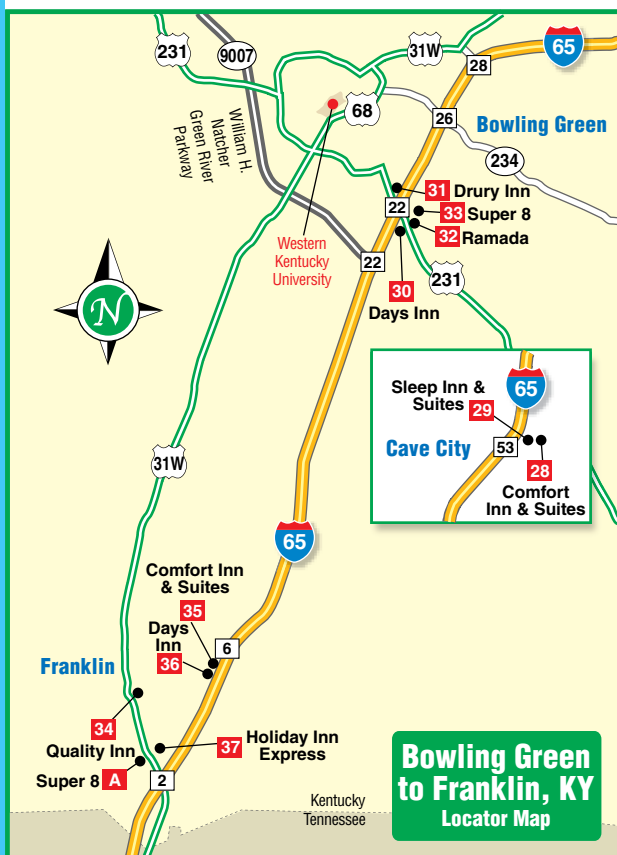 231
9007
31W
65
28
68
26
Bowling Green
William H.
Natcher
Green River
Parkway
234
31 Drury Inn
22
33 Super 8
32 Ramada
Western
Kentucky
University
22
30
Days Inn
231
N
Sleep Inn &
Suites 29
65
Cave City
53
28
Comfort
Inn & Suites
31W
65
Comfort Inn
& Suites
35
Days
Inn
36
6
Franklin
34
Quality Inn
37 Holiday Inn
Express
Super 8 A
2
Bowling Green
to Franklin, KY
Locator Map
Kentucky
Tennessee